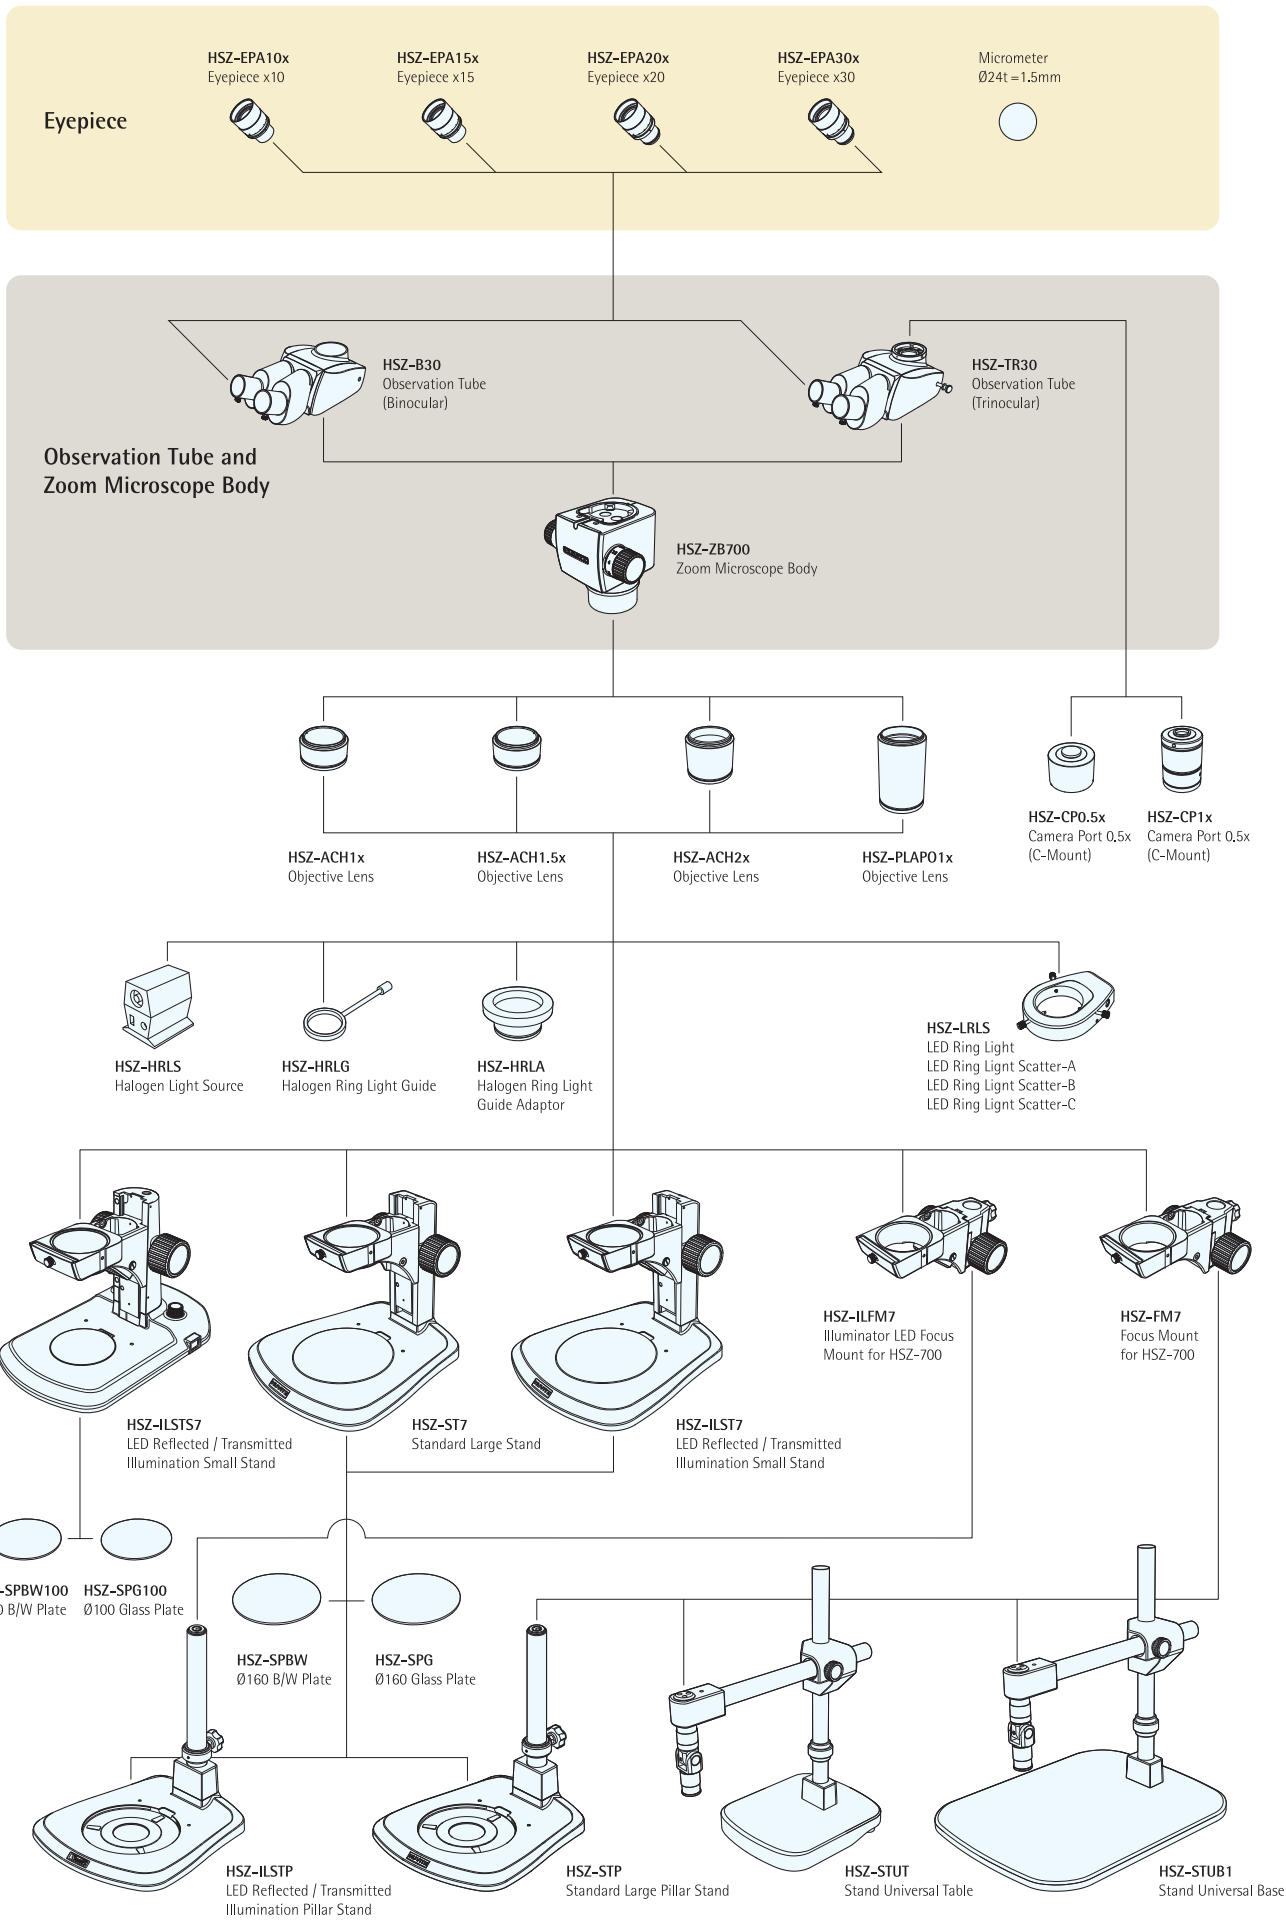 HSZ-EPA10x
Eyepiece x10
HSZ-EPA15x
Eyepiece x15
HSZ-EPA20x
Eyepiece x20
HSZ-EPA30x
Eyepiece x30
Micrometer
Ø24t=1.5mm
Eyepiece
HSZ-B30
Observation Tube
(Binocular)
HSZ-TR30
Observation Tube
(Trinocular)
Observation Tube and
Zoom Microscope Body
HSZ-ZB700
Zoom Microscope Body
HSZ-ACH1x
Objective Lens
HSZ-ACH1.5x
Objective Lens
HSZ-ACH2x
Objective Lens
HSZ-PLAPO1x
Objective Lens
HSZ-CP0.5x
Camera Port 0.5x
(C-Mount)
HSZ-CP1x
Camera Port 0.5x
(C-Mount)
HSZ-HRLS
Halogen Light Source
HSZ-HRLG
Halogen Ring Light Guide
HSZ-HRLA
Halogen Ring Light
Guide Adaptor
HSZ-LRLS
LED Ring Light
LED Ring Lignt Scatter-A
LED Ring Lignt Scatter-B
LED Ring Lignt Scatter-C
HSZ-ILSTS7
LED Reflected / Transmitted
Illumination Small Stand
HSZ-ST7
Standard Large Stand
HSZ-ILST7
LED Reflected / Transmitted
Illumination Small Stand
HSZ-ILFM7
Illuminator LED Focus
Mount for HSZ-700
HSZ-FM7
Focus Mount
for HSZ-700
-SPBW100
0 B/W Plate
HSZ-SPG100
Ø100 Glass Plate
HSZ-SPBW
Ø160 B/W Plate
HSZ-SPG
Ø160 Glass Plate
HSZ-ILSTP
LED Reflected / Transmitted
Illumination Pillar Stand
HSZ-STP
Standard Large Pillar Stand
HSZ-STUT
Stand Universal Table
HSZ-STUB1
Stand Universal Base